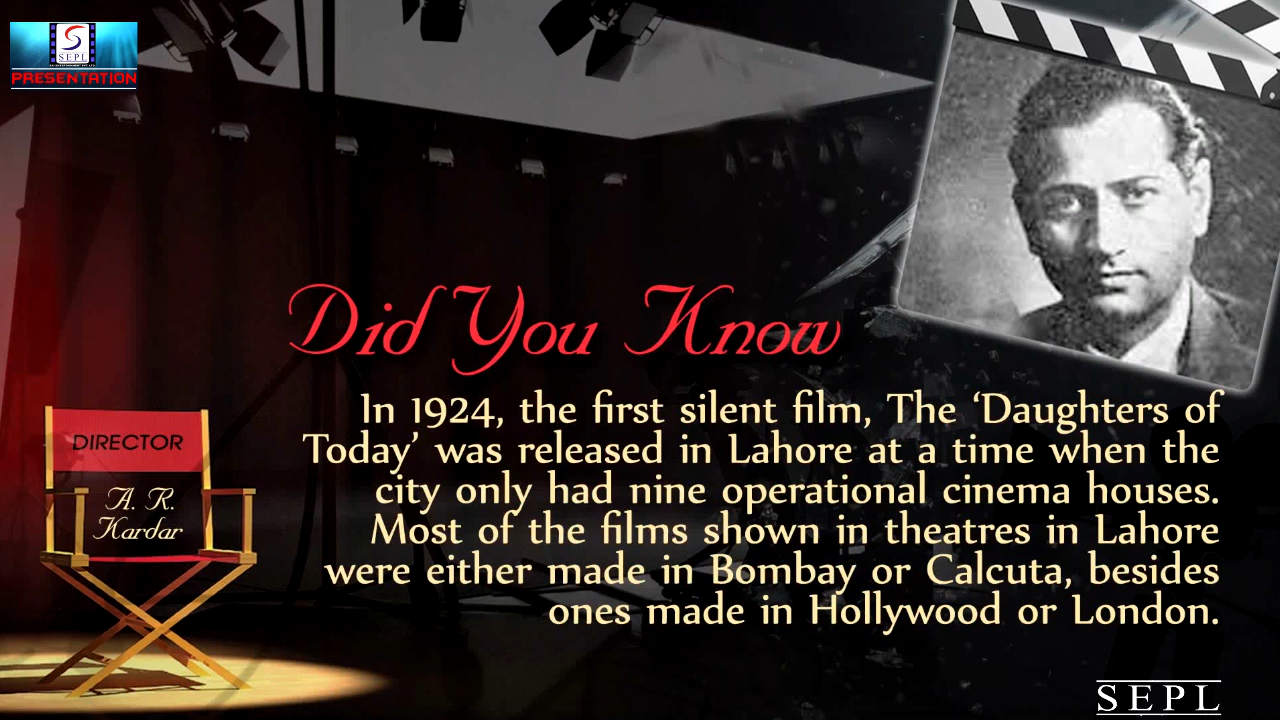 SEPL
PRESENTATION
Did You Know
In 1924, the first silent film, The ‘Daughters of
Today’ was released in Lahore at a time when the
city only had nine operational cinema houses.
Most of the films shown in theatres in Lahore
were either made in Bombay or Calcuta, besides
ones made in Hollywood or London.
DIRECTOR
A. R.
Kardar
SEPL